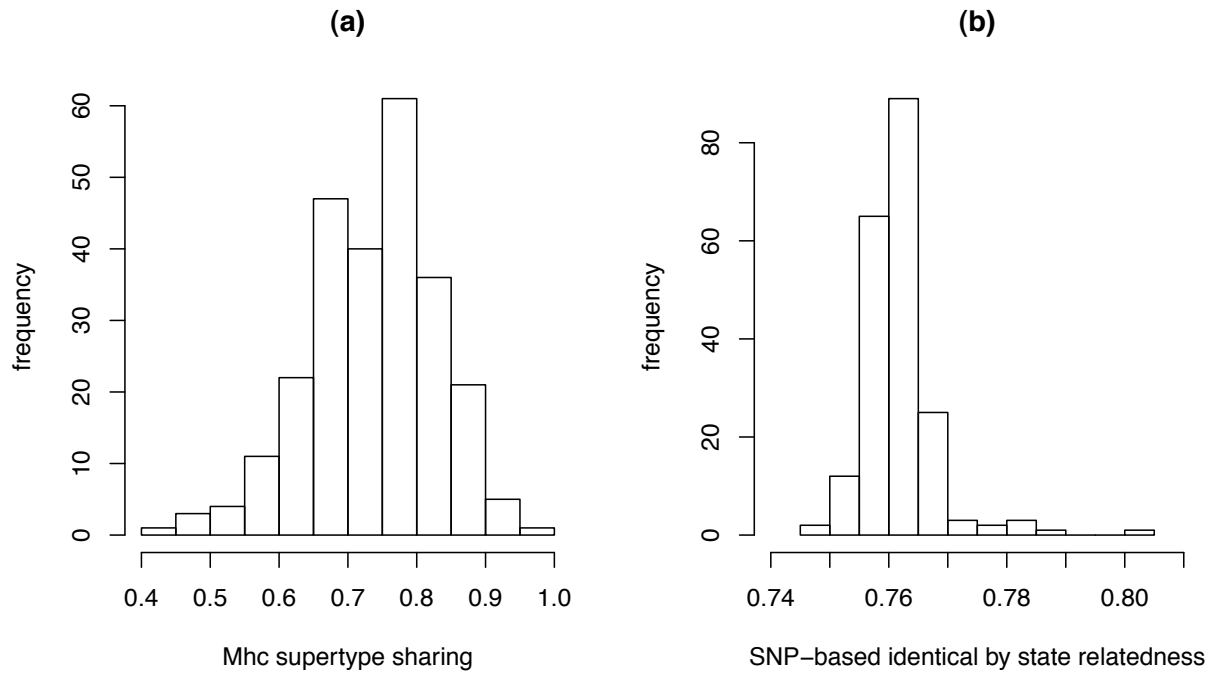 (a)
frequency
60
50
40
30
20
10
0
0.4 0.5 0.6 0.7 0.8 0.9 1.0
Mhc supertype sharing
(b)
frequency
80
60
40
20
0
0.74 0.76 0.78 0.80
SNP−based identical by state relatedness